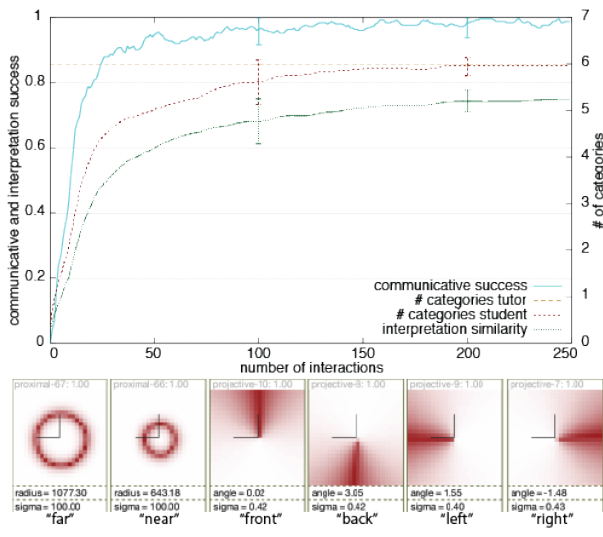 1
0.8
0.6
0.4
0.2
0
7
6
5
4
3
2
1
0
communicative and interpretation success
# of categories
communicative success
# categories tutor
# categories student
interpretation similarity
0 50 100 150 200 250
number of interactions
proximal-67: 1.00 proximal-66: 1.00 projective-10: 1.00 projective-8: 1.00 projective-9: 1.00 projective-7: 1.00
radius = 1077.30 radius = 643.18 angle = 0.02 angle = 3.05 angle = 1.55 angle = -1.48
sigma = 100.00 sigma = 100.00 sigma = 0.42 sigma = 0.42 sigma = 0.40 sigma = 0.43
"far" "near" "front" "back" "left" "right"